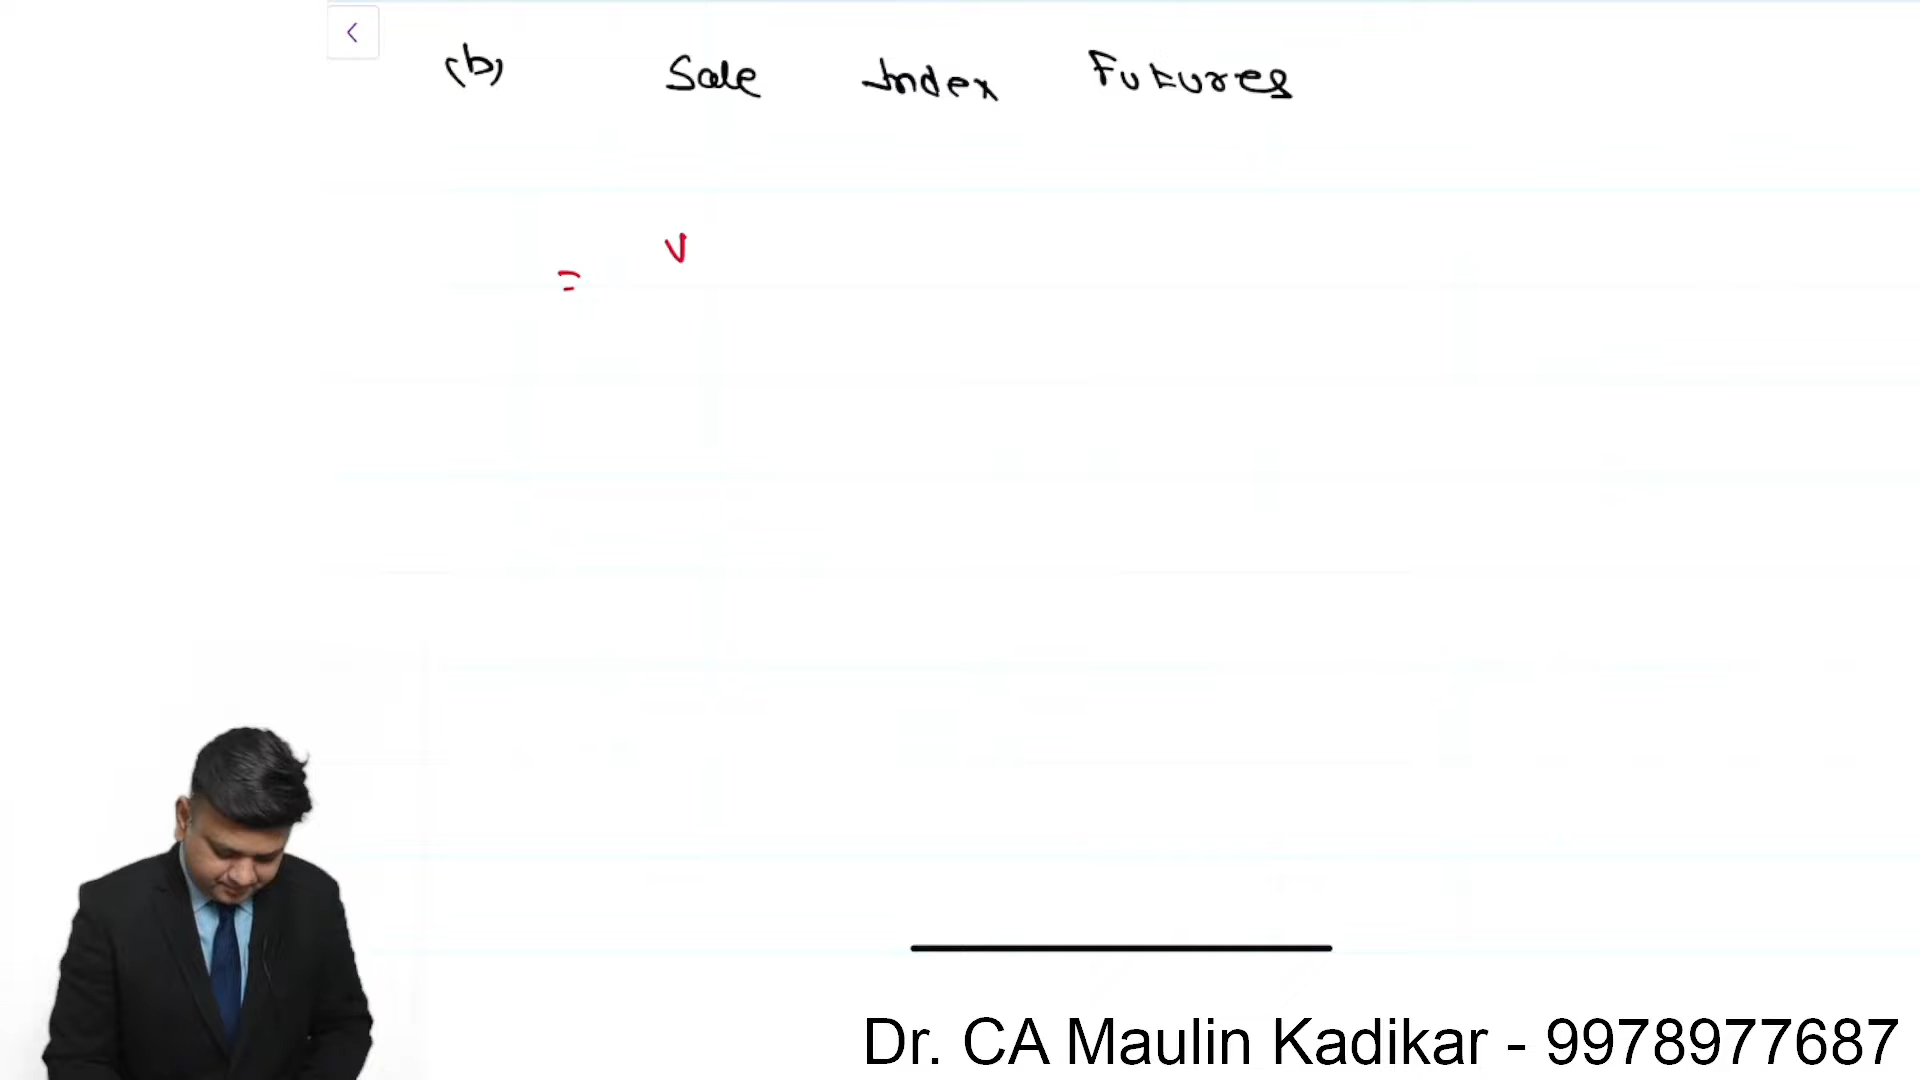 (b) Sale Index Futures
= V
Dr. CA Maulin Kadikar - 9978977687